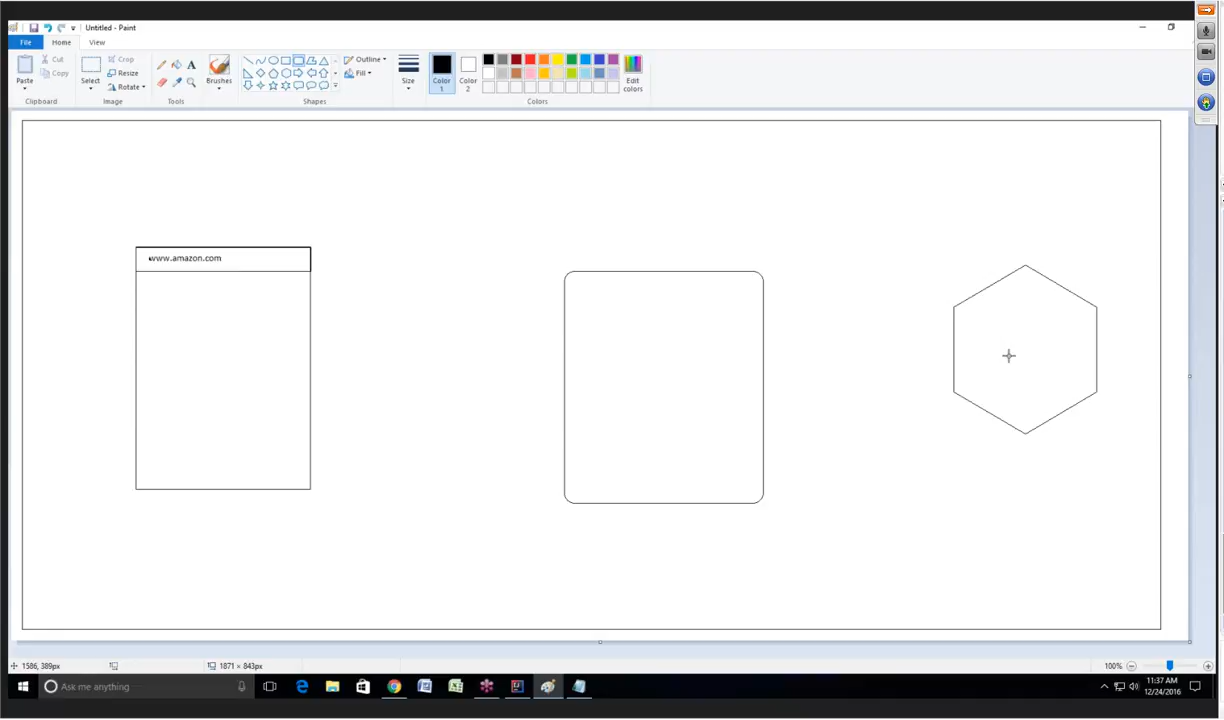 Untitled - Paint
File Home View
Paste
Cut
Copy
Clipboard
Select
Crop
Resize
Rotate
Image
Tools
Brushes
Shapes
Outline
Fill
Size
Color 1
Color 2
Edit colors
Colors
www.amazon.com
1586, 389px
1871 × 843px
100%
Ask me anything
11:37 AM
12/24/2016